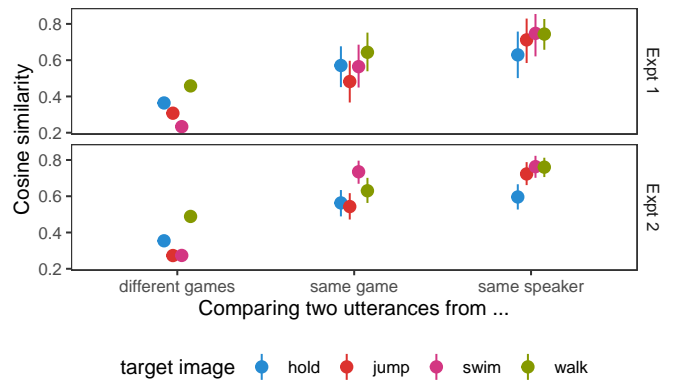 0.8
0.6
0.4
0.2
Expt 1
0.8
0.6
0.4
0.2
Expt 2
Cosine similarity
different games same game same speaker
Comparing two utterances from ...
target image hold jump swim walk